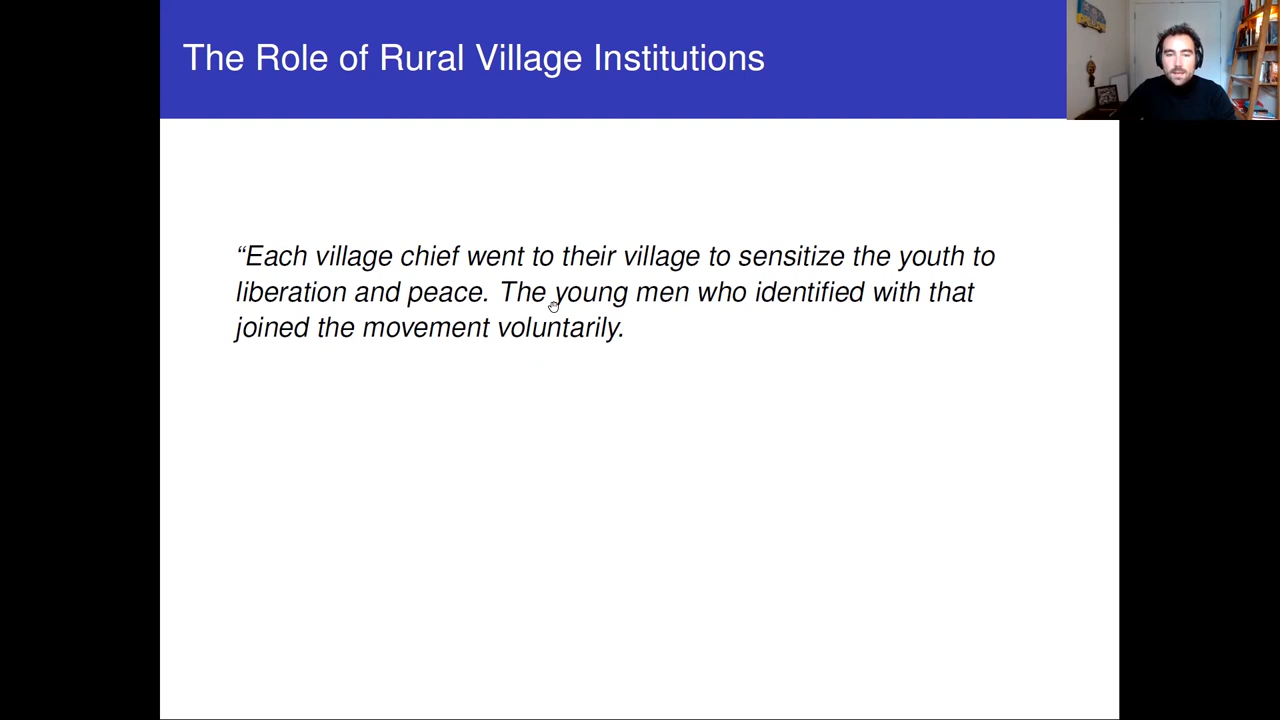 The Role of Rural Village Institutions
“Each village chief went to their village to sensitize the youth to
liberation and peace. The young men who identified with that
joined the movement voluntarily.